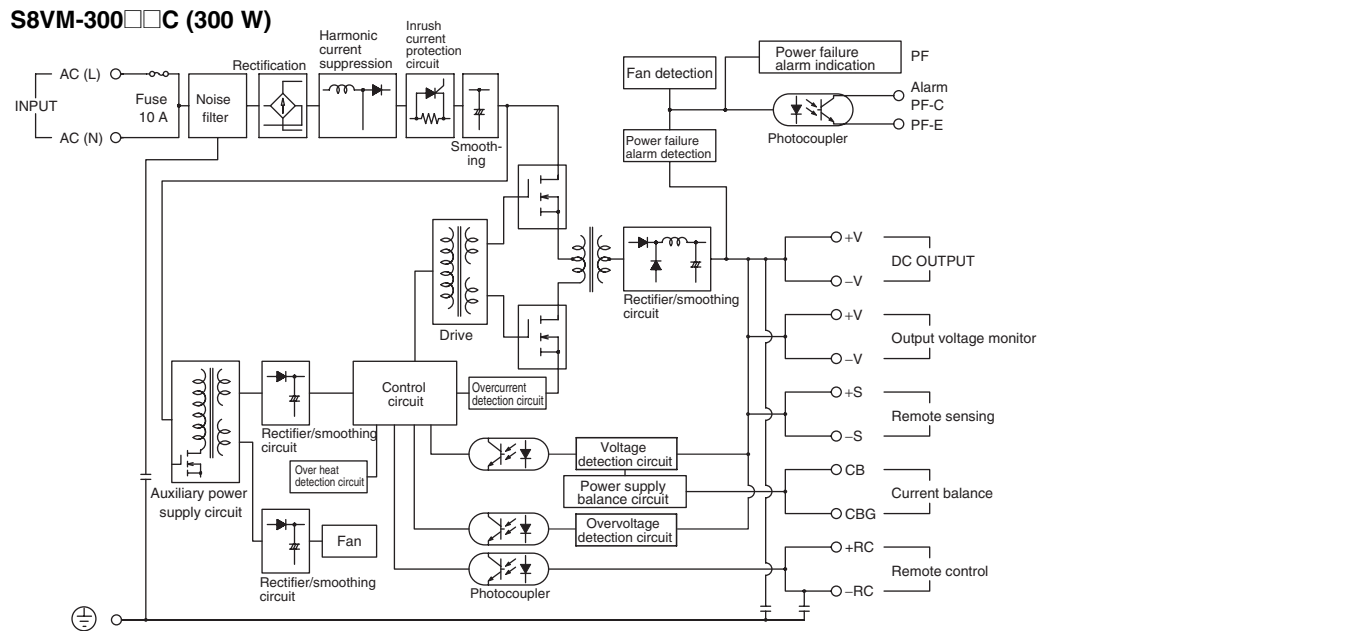 S8VM-300□□C (300 W)
INPUT
AC (L)
AC (N)
Fuse
10 A
Noise
filter
Rectification
Harmonic
current
suppression
Inrush
current
protection
circuit
Smooth-
ing
Fan detection
Power failure
alarm indication
PF
Alarm
PF-C
PF-E
Photocoupler
Power failure
alarm detection
Drive
Rectifier/smoothing
circuit
+V
−V
DC OUTPUT
+V
−V
Output voltage monitor
+S
−S
Remote sensing
CB
CBG
Current balance
+RC
−RC
Remote control
Control
circuit
Overcurrent
detection circuit
Rectifier/smoothing
circuit
Over heat
detection circuit
Auxiliary power
supply circuit
Voltage
detection circuit
Power supply
balance circuit
Overvoltage
detection circuit
Fan
Rectifier/smoothing
circuit
Photocoupler